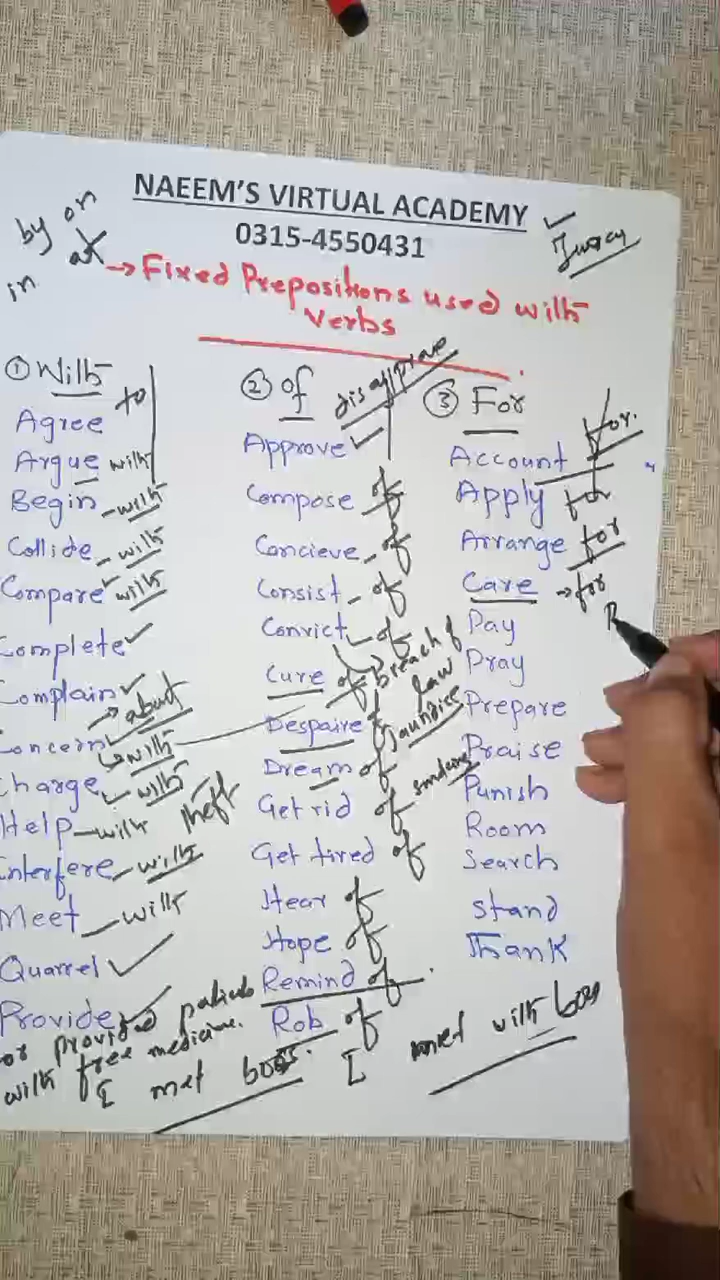 NAEEM'S VIRTUAL ACADEMY
0315-4550431
by on
in at
→ Fixed Prepositions used with
Verbs
① With
Agree to
Argue with
Begin with
Collide with
Compare with
Complete
Complain
Concern → about
with
Charge with theft
Help with
Interfere with
Meet with
Quarrel
Provide
or provided patients
with free medicine.
I met boss.
I met with boss
② Of
disapprove
Approve
Compose of
Concieve of
Consist of
Convict of
breach of
law
Cure of
Jaundice
Despaire of
Dream of
Get rid of smoking
Get tired of
Hear of
Hope of
Remind of
Rob of
③ For
Account for.
Apply for
Arrange for
Care → for
Pay
Pray
Prepare
Praise
Punish
Room
Search
Stand
Thank